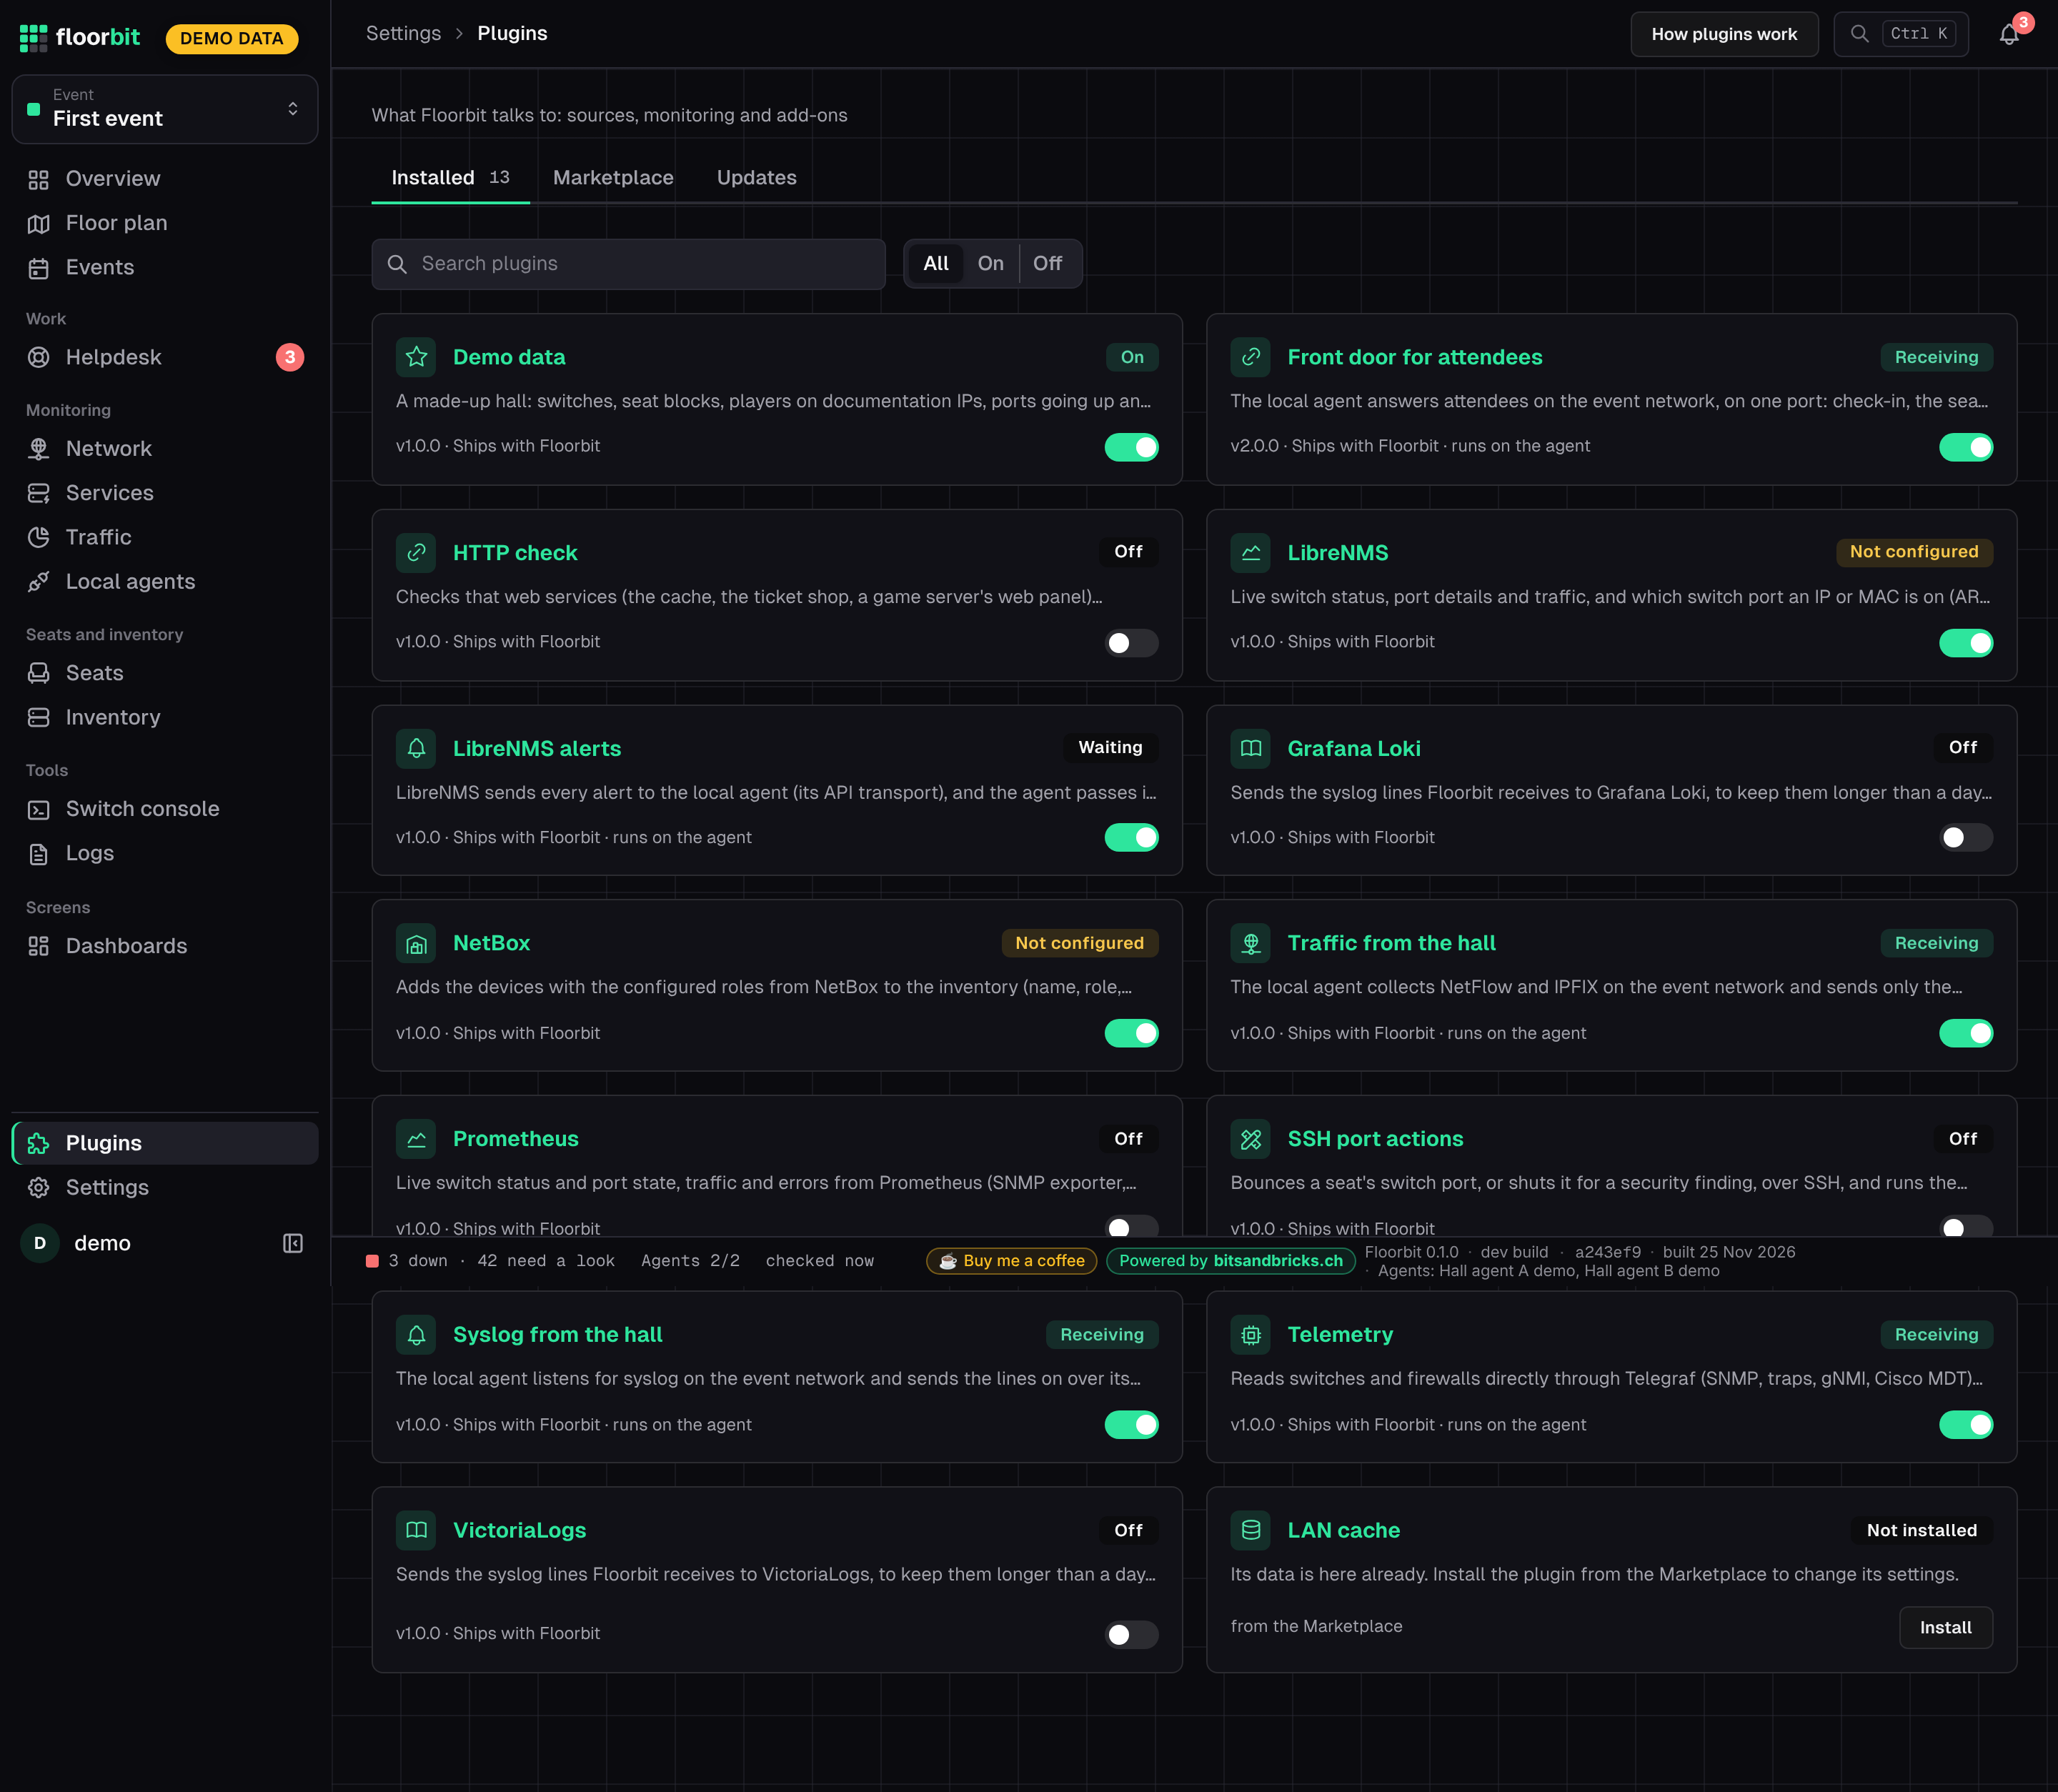 floorbit
DEMO DATA
Event
First event
Overview
Floor plan
Events
Work
Helpdesk
3
Monitoring
Network
Services
Traffic
Local agents
Seats and inventory
Seats
Inventory
Tools
Switch console
Logs
Screens
Dashboards
Plugins
Settings
D
demo
Settings > Plugins
How plugins work
Ctrl K
3
What Floorbit talks to: sources, monitoring and add-ons
Installed 13
Marketplace
Updates
Search plugins
All
On
Off
Demo data
On
A made-up hall: switches, seat blocks, players on documentation IPs, ports going up an…
v1.0.0 · Ships with Floorbit
Front door for attendees
Receiving
The local agent answers attendees on the event network, on one port: check-in, the sea…
v2.0.0 · Ships with Floorbit · runs on the agent
HTTP check
Off
Checks that web services (the cache, the ticket shop, a game server's web panel)…
v1.0.0 · Ships with Floorbit
LibreNMS
Not configured
Live switch status, port details and traffic, and which switch port an IP or MAC is on (AR…
v1.0.0 · Ships with Floorbit
LibreNMS alerts
Waiting
LibreNMS sends every alert to the local agent (its API transport), and the agent passes i…
v1.0.0 · Ships with Floorbit · runs on the agent
Grafana Loki
Off
Sends the syslog lines Floorbit receives to Grafana Loki, to keep them longer than a day…
v1.0.0 · Ships with Floorbit
NetBox
Not configured
Adds the devices with the configured roles from NetBox to the inventory (name, role,…
v1.0.0 · Ships with Floorbit
Traffic from the hall
Receiving
The local agent collects NetFlow and IPFIX on the event network and sends only the…
v1.0.0 · Ships with Floorbit · runs on the agent
Prometheus
Off
Live switch status and port state, traffic and errors from Prometheus (SNMP exporter,…
v1.0.0 · Ships with Floorbit
SSH port actions
Off
Bounces a seat's switch port, or shuts it for a security finding, over SSH, and runs the…
v1.0.0 · Ships with Floorbit
3 down · 42 need a look
Agents 2/2
checked now
☕ Buy me a coffee
Powered by bitsandbricks.ch
Floorbit 0.1.0 · dev build · a243ef9 · built 25 Nov 2026
· Agents: Hall agent A demo, Hall agent B demo
Syslog from the hall
Receiving
The local agent listens for syslog on the event network and sends the lines on over its…
v1.0.0 · Ships with Floorbit · runs on the agent
Telemetry
Receiving
Reads switches and firewalls directly through Telegraf (SNMP, traps, gNMI, Cisco MDT)…
v1.0.0 · Ships with Floorbit · runs on the agent
VictoriaLogs
Off
Sends the syslog lines Floorbit receives to VictoriaLogs, to keep them longer than a day…
v1.0.0 · Ships with Floorbit
LAN cache
Not installed
Its data is here already. Install the plugin from the Marketplace to change its settings.
from the Marketplace
Install